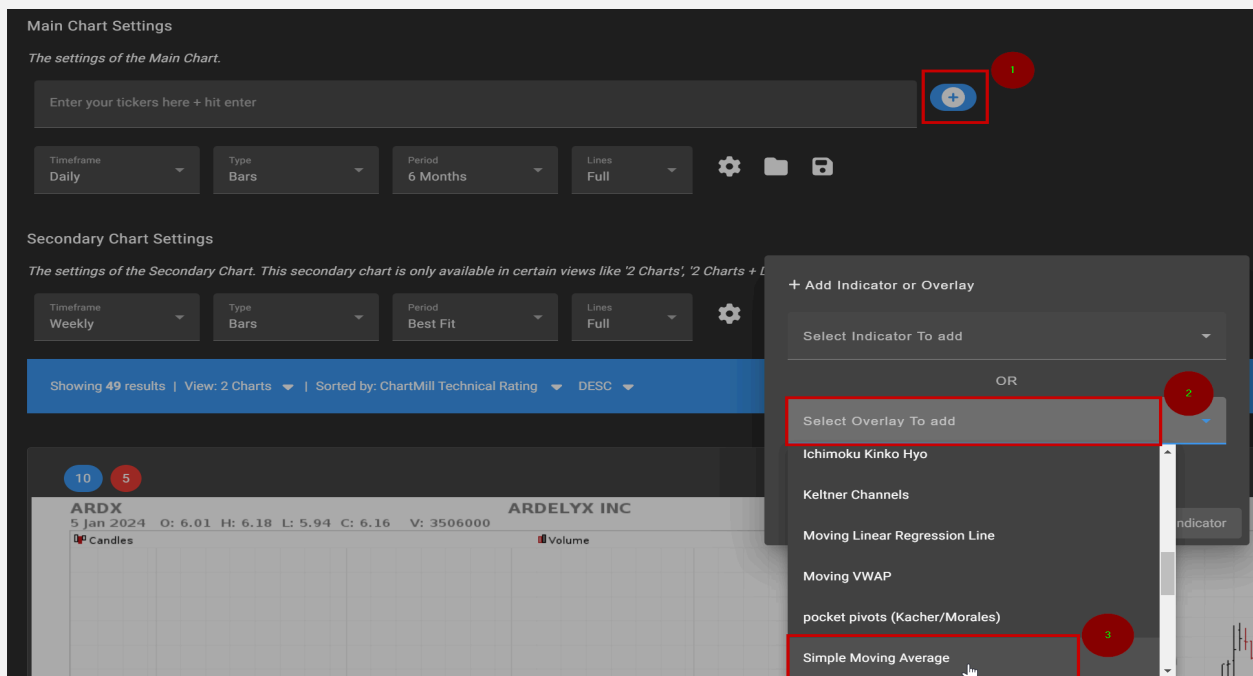 Main Chart Settings
The settings of the Main Chart.
1
Enter your tickers here + hit enter
Timeframe
Daily
Type
Bars
Period
6 Months
Lines
Full
Secondary Chart Settings
The settings of the Secondary Chart. This secondary chart is only available in certain views like '2 Charts', '2 Charts +
Timeframe
Weekly
Type
Bars
Period
Best Fit
Lines
Full
+ Add Indicator or Overlay
Select Indicator To add
OR
2
Select Overlay To add
Showing 49 results | View: 2 Charts | Sorted by: ChartMill Technical Rating DESC
Ichimoku Kinko Hyo
Keltner Channels
Moving Linear Regression Line
Moving VWAP
pocket pivots (Kacher/Morales)
3
Simple Moving Average
ndicator
10 5
ARDX ARDELYX INC
5 Jan 2024 O: 6.01 H: 6.18 L: 5.94 C: 6.16 V: 3506000
Candles Volume